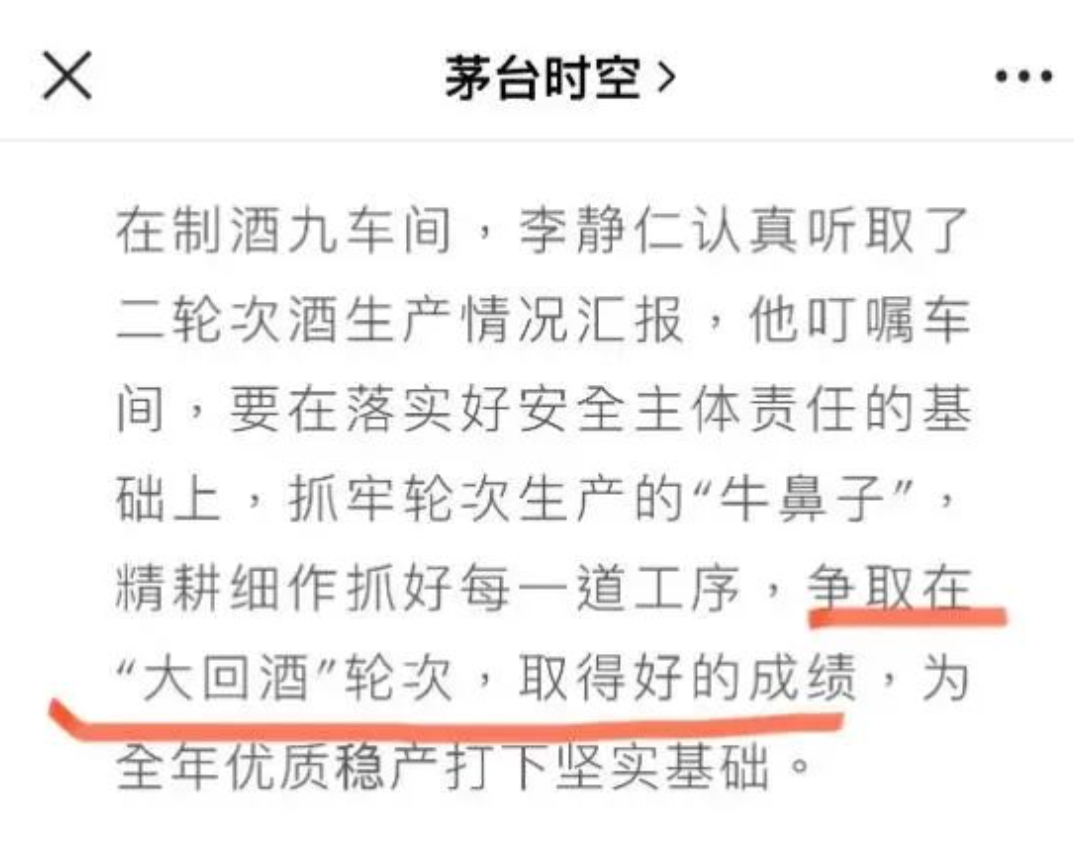 茅台时空
在制酒九车间，李静仁认真听取了
二轮次酒生产情况汇报，他叮嘱车
间，要在落实好安全主体责任的基
础上，抓牢轮次生产的“牛鼻子”，
精耕细作抓好每一道工序，争取在
“大回酒”轮次，取得好的成绩，为
全年优质稳产打下坚实基础。